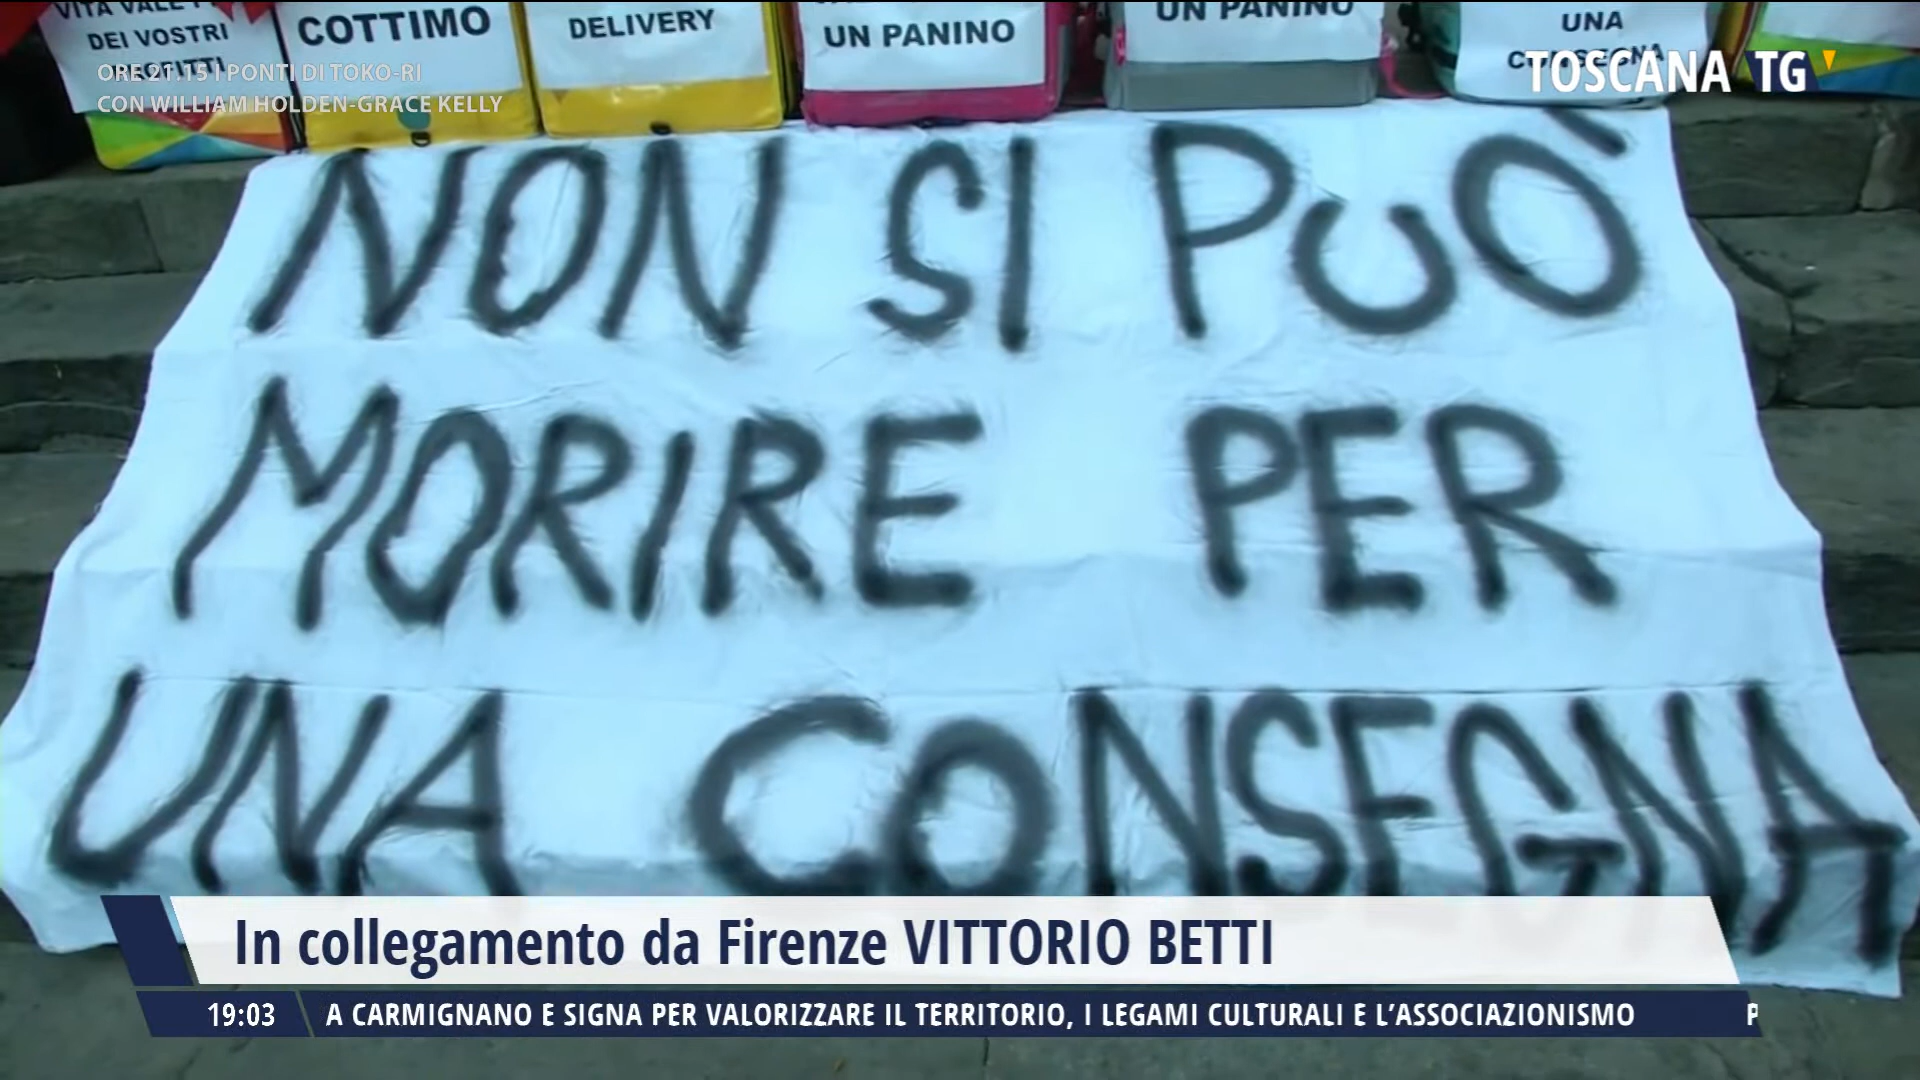 VITA VALE
DEI VOSTRI
COTTIMO
DELIVERY
UN PANINO
UN PANINO
UNA
CONSEGNA
ORE 21.15 I PONTI DI TOKO-RI
CON WILLIAM HOLDEN-GRACE KELLY
TOSCANA TG
NON SI PUÒ
MORIRE PER
UNA CONSEGNA
In collegamento da Firenze VITTORIO BETTI
19:03 A CARMIGNANO E SIGNA PER VALORIZZARE IL TERRITORIO, I LEGAMI CULTURALI E L'ASSOCIAZIONISMO P